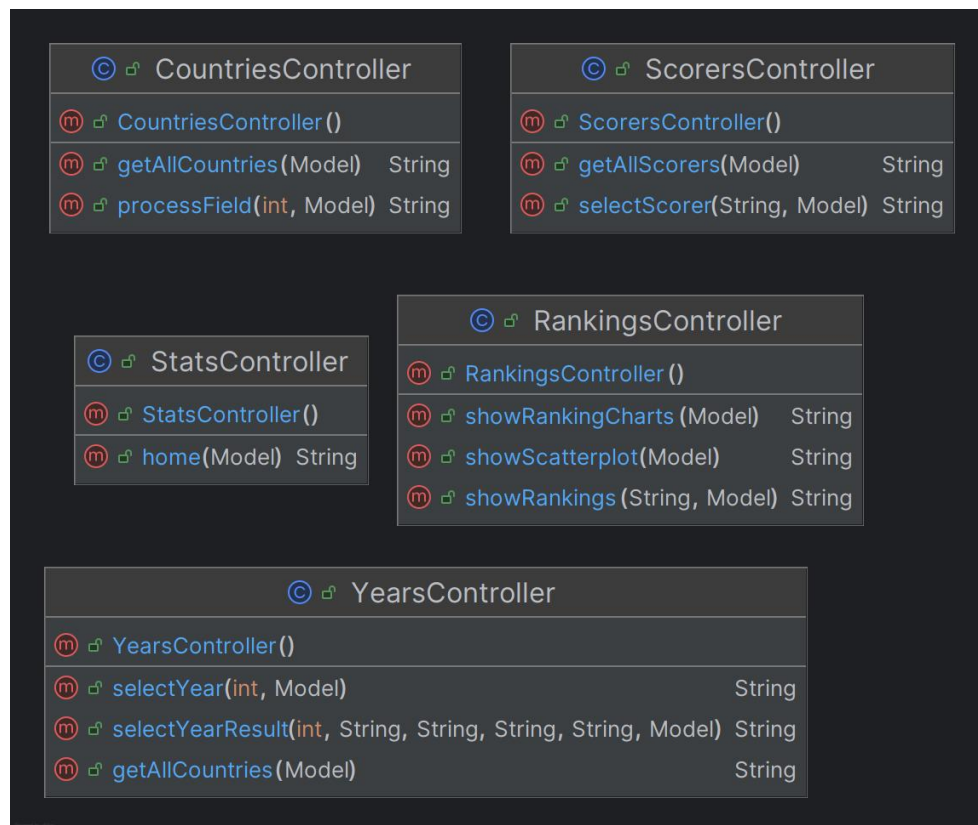 CountriesController
CountriesController()
getAllCountries(Model) String
processField(int, Model) String
ScorersController
ScorersController()
getAllScorers(Model) String
selectScorer(String, Model) String
StatsController
StatsController()
home(Model) String
RankingsController
RankingsController()
showRankingCharts(Model) String
showScatterplot(Model) String
showRankings(String, Model) String
YearsController
YearsController()
selectYear(int, Model) String
selectYearResult(int, String, String, String, String, Model) String
getAllCountries(Model) String